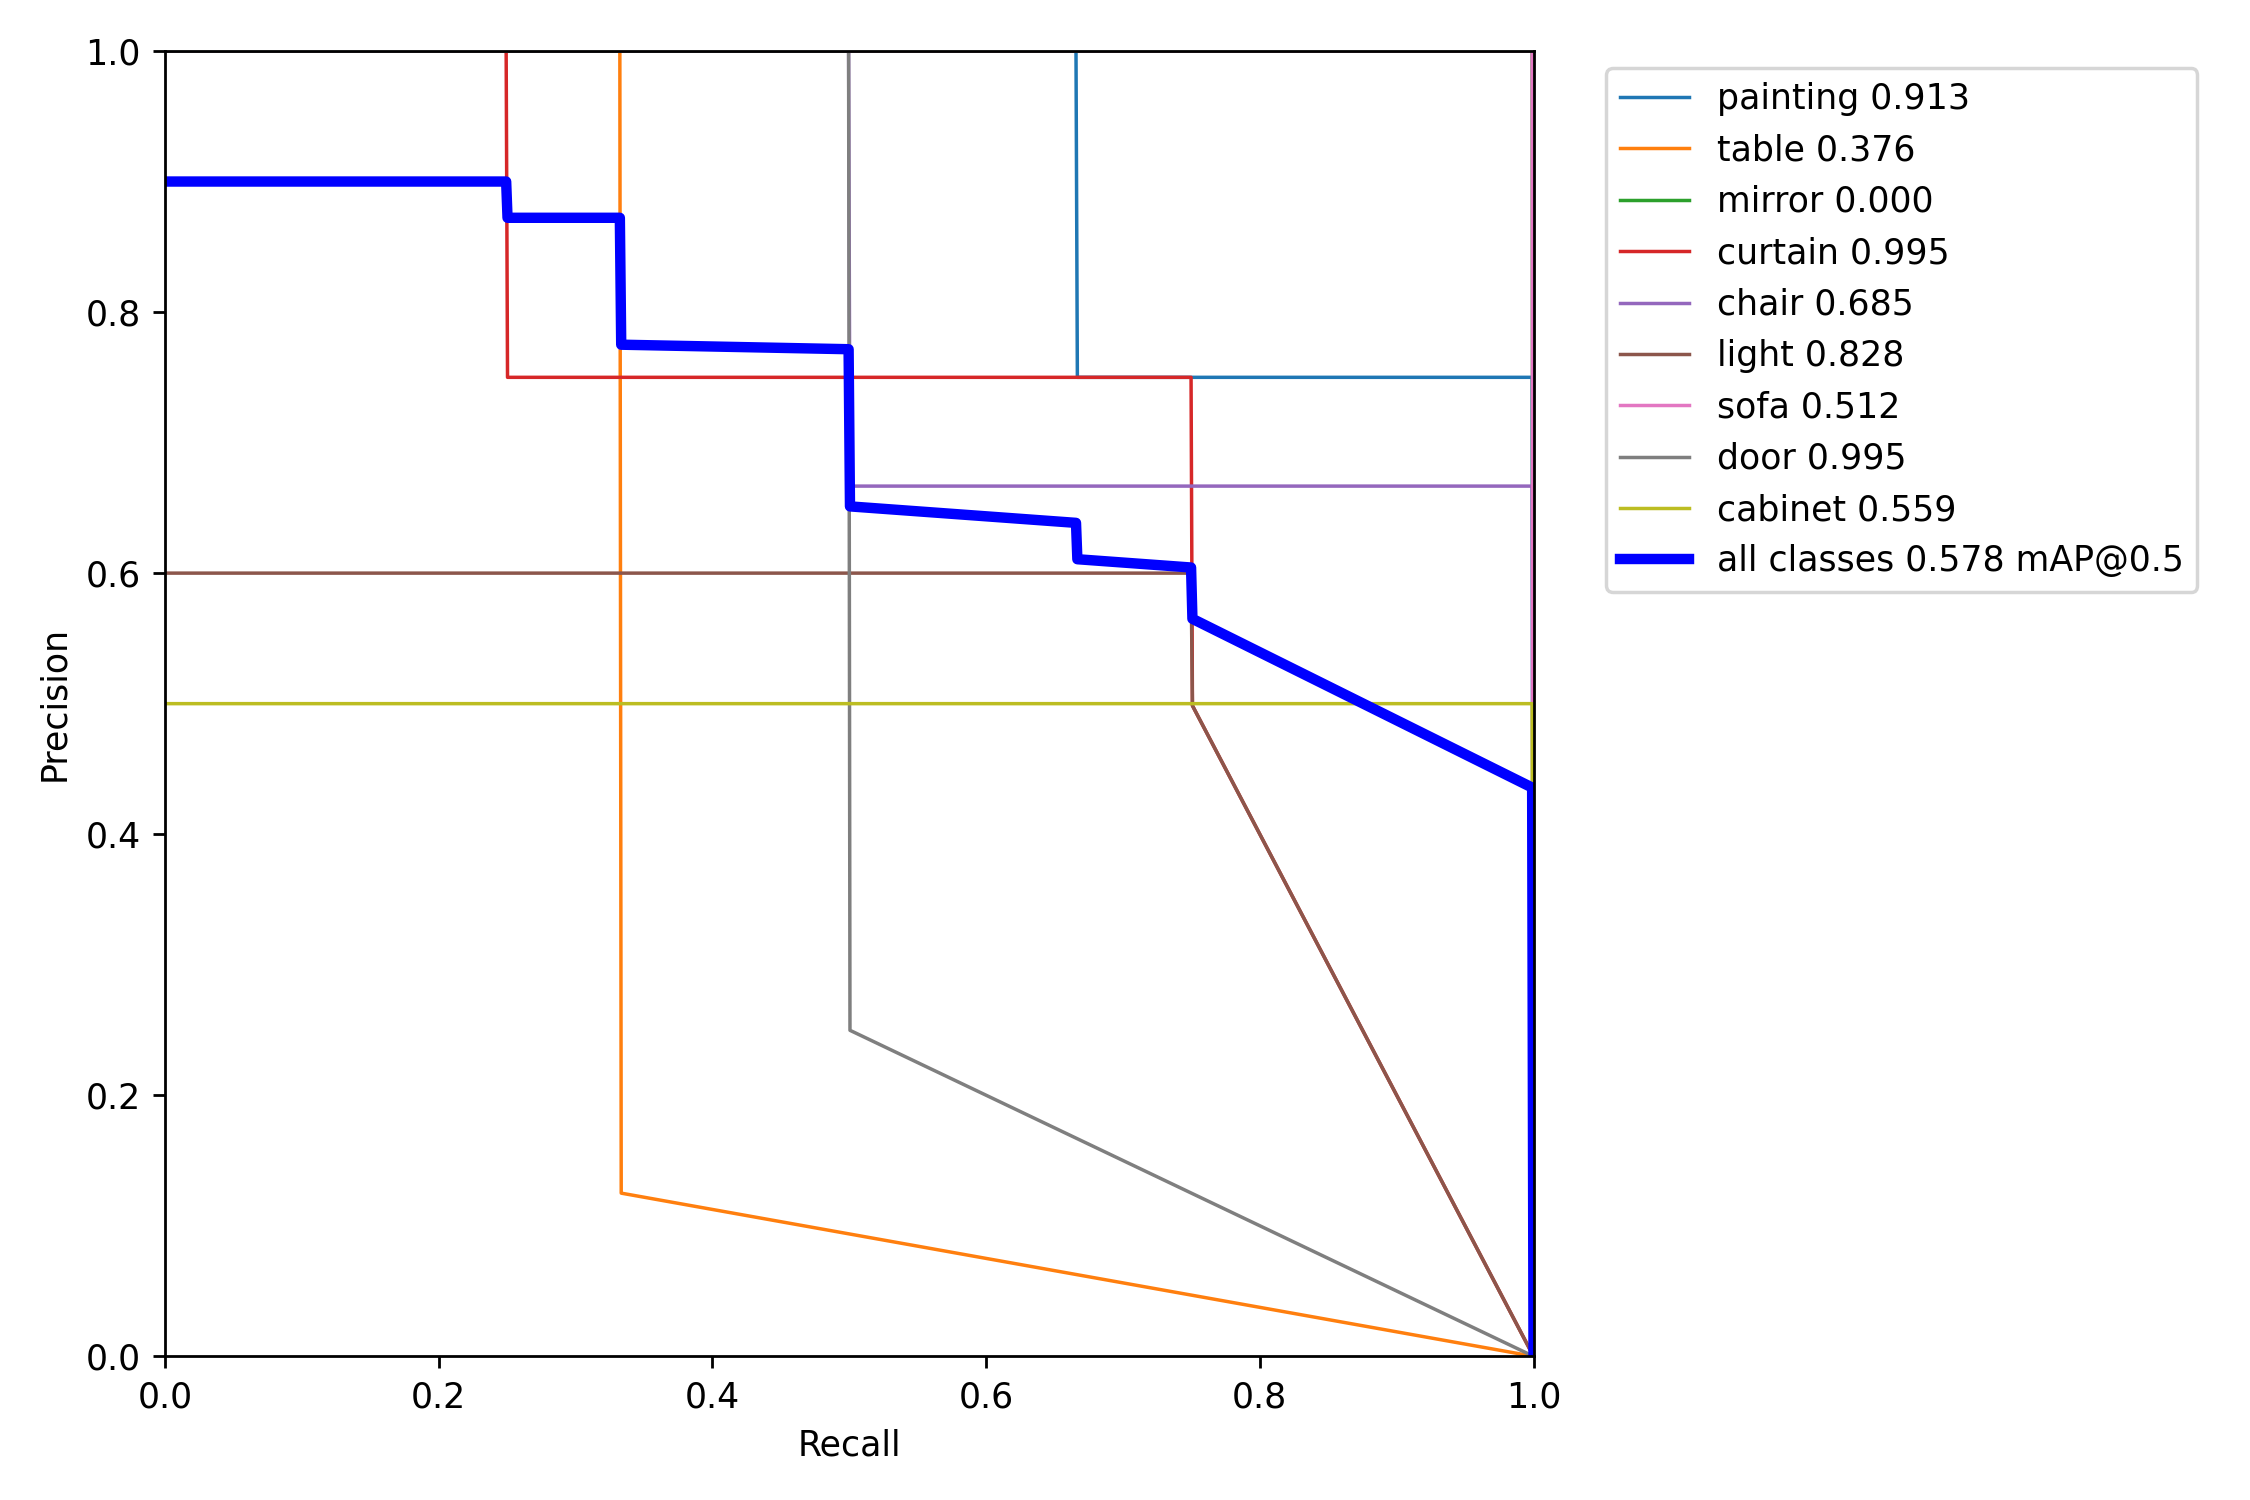 1.0
0.8
0.6
0.4
0.2
0.0
Precision
0.0 0.2 0.4 0.6 0.8 1.0
Recall
painting 0.913
table 0.376
mirror 0.000
curtain 0.995
chair 0.685
light 0.828
sofa 0.512
door 0.995
cabinet 0.559
all classes 0.578 mAP@0.5